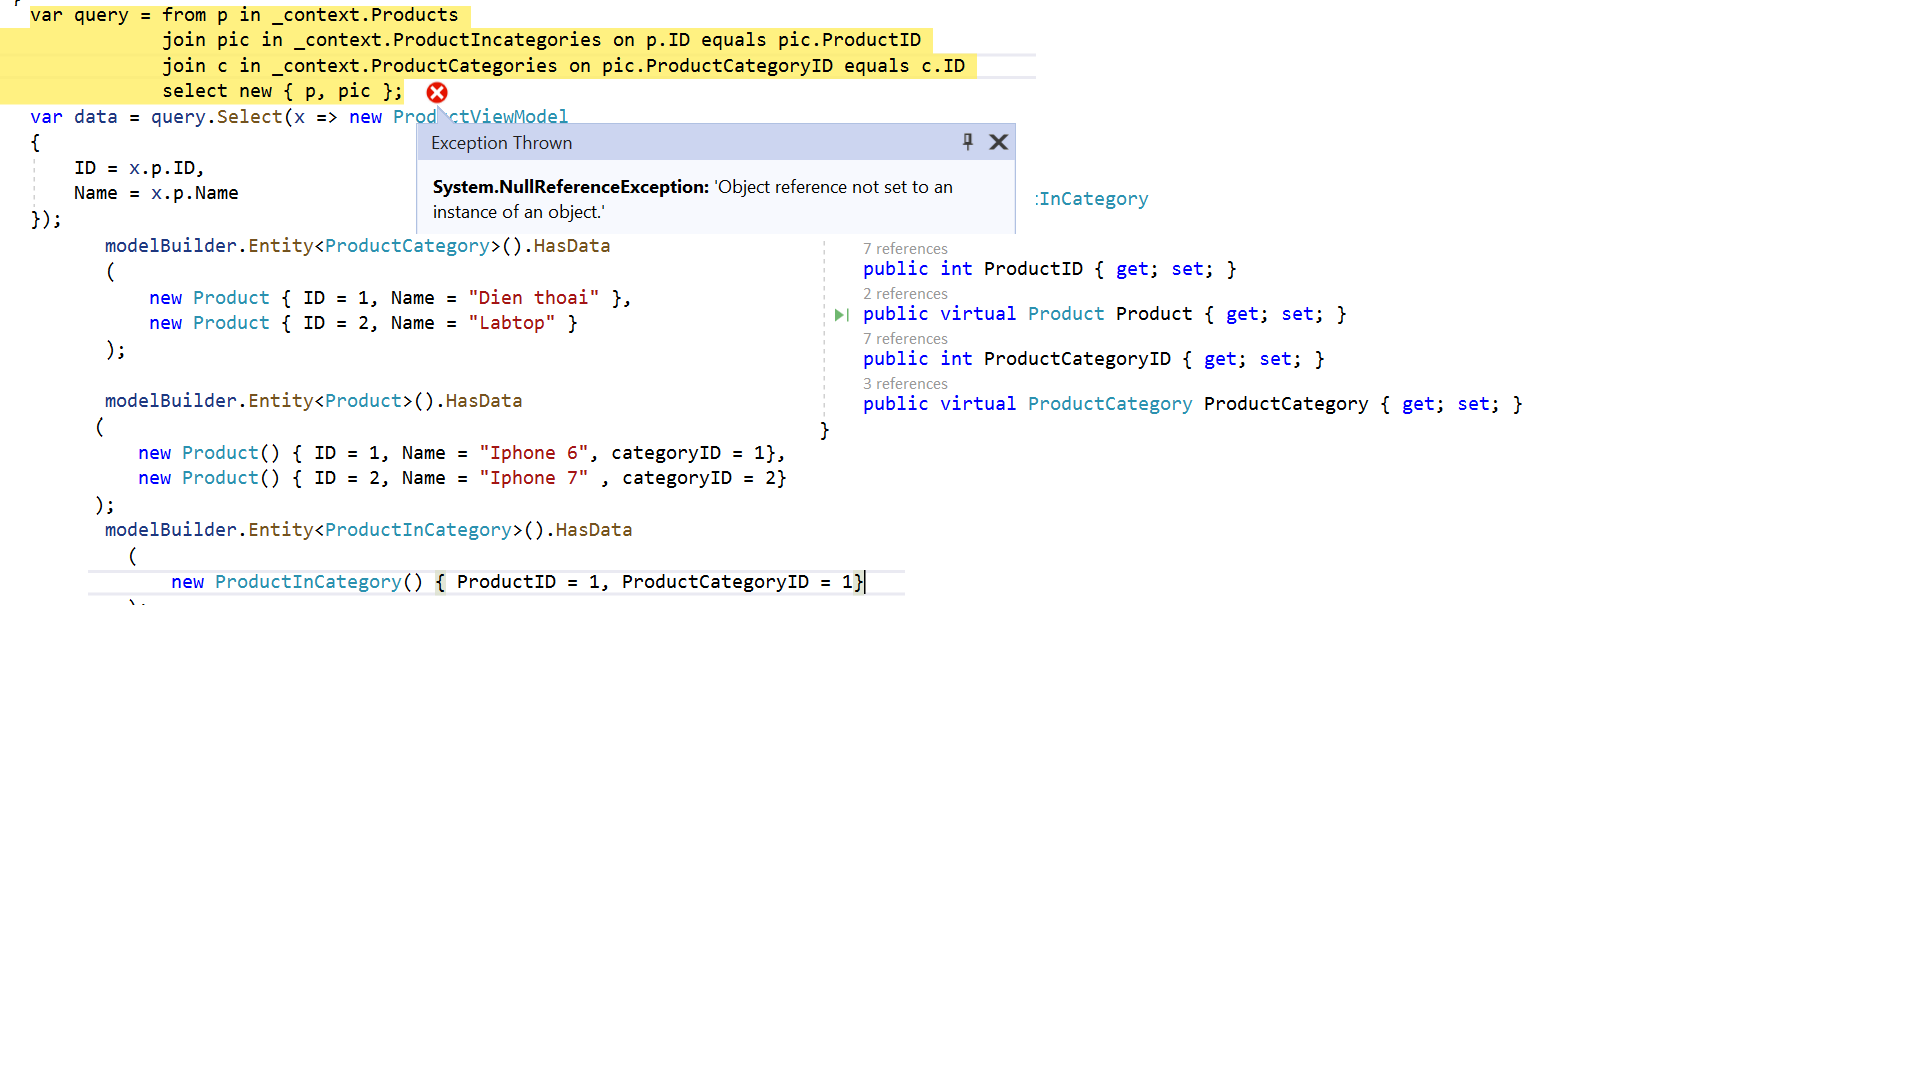 var query = from p in _context.Products
join pic in _context.ProductIncategories on p.ID equals pic.ProductID
join c in _context.ProductCategories on pic.ProductCategoryID equals c.ID
select new { p, pic };
var data = query.Select(x => new ProductViewModel
{
ID = x.p.ID,
Name = x.p.Name
});
Exception Thrown
System.NullReferenceException: 'Object reference not set to an
instance of an object.'
modelBuilder.Entity<ProductCategory>().HasData
(
new Product { ID = 1, Name = "Dien thoai" },
new Product { ID = 2, Name = "Labtop" }
);
modelBuilder.Entity<Product>().HasData
(
new Product() { ID = 1, Name = "Iphone 6", categoryID = 1},
new Product() { ID = 2, Name = "Iphone 7" , categoryID = 2}
);
modelBuilder.Entity<ProductInCategory>().HasData
(
new ProductInCategory() { ProductID = 1, ProductCategoryID = 1}
InCategory
7 references
public int ProductID { get; set; }
2 references
public virtual Product Product { get; set; }
7 references
public int ProductCategoryID { get; set; }
3 references
public virtual ProductCategory ProductCategory { get; set; }
}